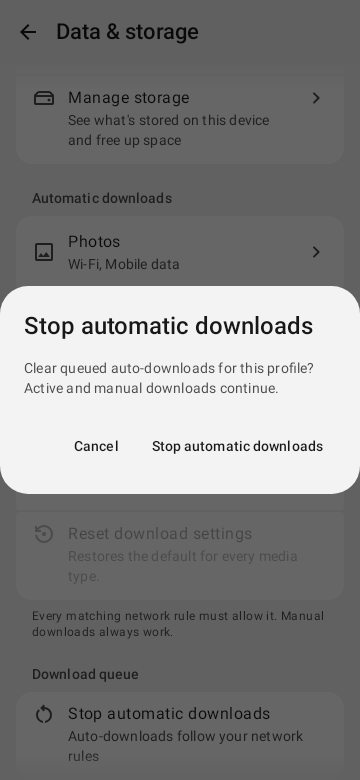 Data & storage
Manage storage
See what's stored on this device
and free up space
Automatic downloads
Photos
Wi-Fi, Mobile data
Stop automatic downloads
Clear queued auto-downloads for this profile?
Active and manual downloads continue.
Cancel
Stop automatic downloads
Reset download settings
Restores the default for every media
type.
Every matching network rule must allow it. Manual
downloads always work.
Download queue
Stop automatic downloads
Auto-downloads follow your network
rules